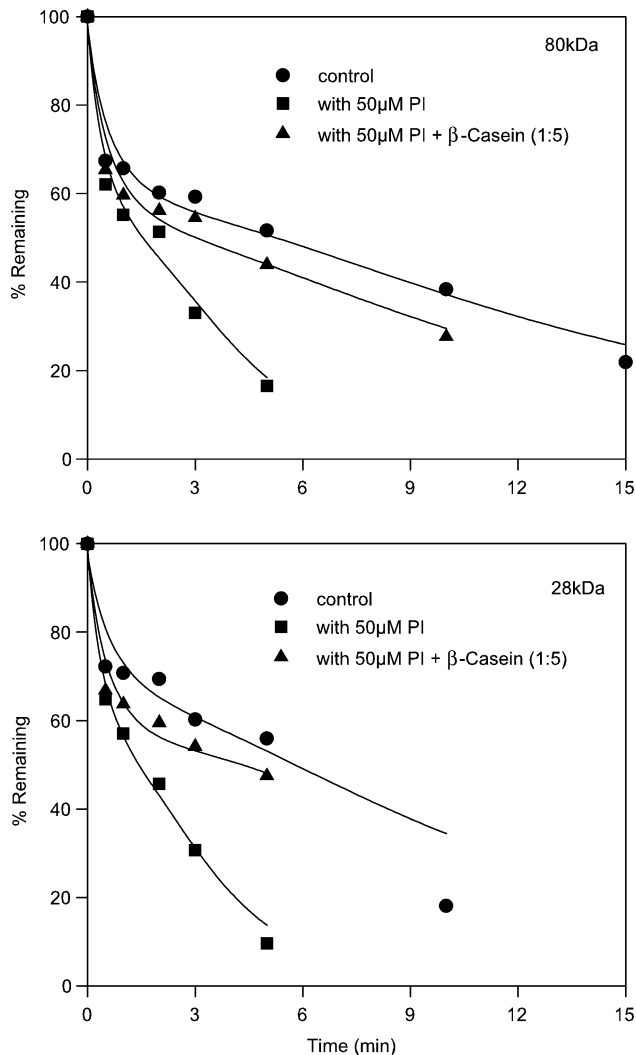 100
80kDa
control
with 50µM PI
80
with 50µM PI + β-Casein (1:5)
60
% Remaining
40
20
0
0 3 6 9 12 15
100
28kDa
control
with 50µM PI
80
with 50µM PI + β-Casein (1:5)
60
% Remaining
40
20
0
0 3 6 9 12 15
Time (min)